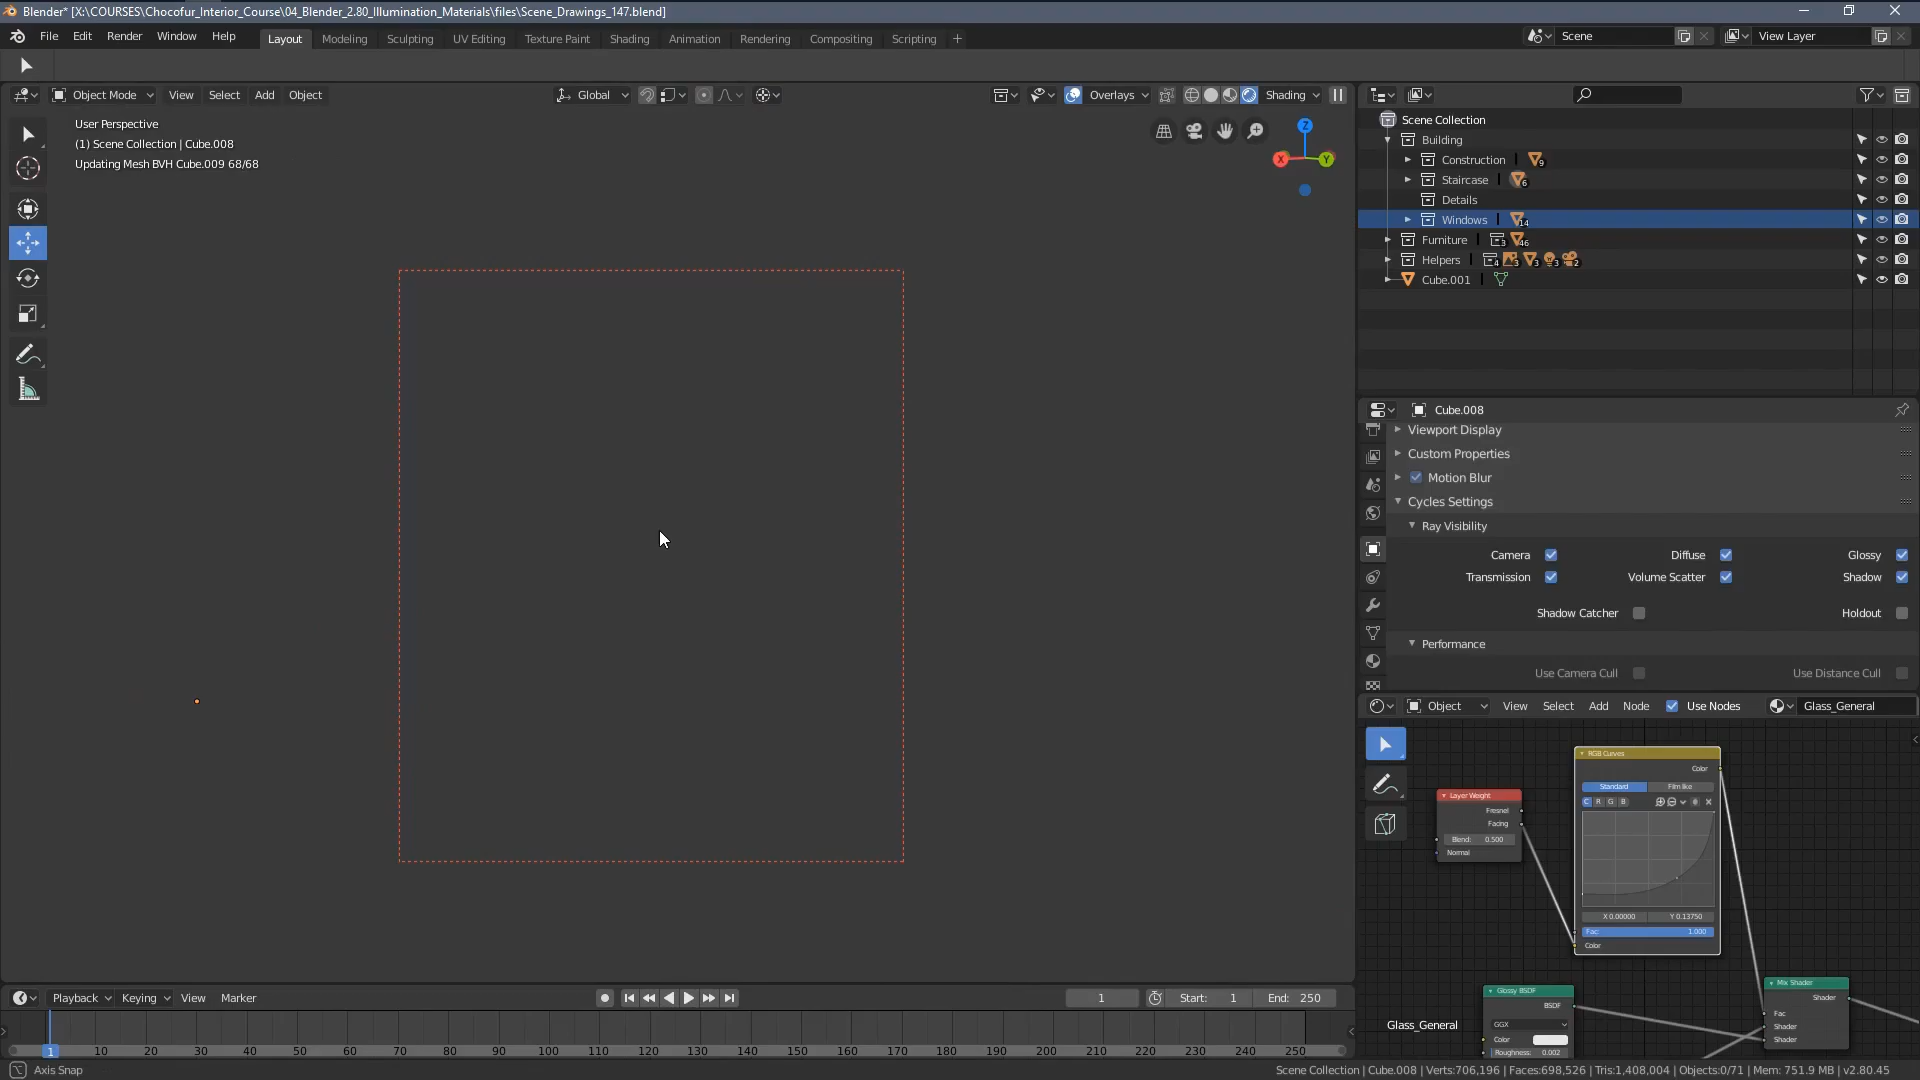 Blender* [X:\COURSES\Chocofur_Interior_Course\04_Blender_2.80_Illumination_Materials\files\Scene_Drawings_147.blend]
File Edit Render Window Help Layout Modeling Sculpting UV Editing Texture Paint Shading Animation Rendering Compositing Scripting + Scene View Layer
Object Mode View Select Add Object Global Overlays Shading
User Perspective
(1) Scene Collection | Cube.008
Updating Mesh BVH Cube.009 68/68
Z
X Y
Scene Collection
Building
Construction 9
Staircase 6
Details
Windows 14
Furniture 3 46
Helpers 4 3 3 3 2
Cube.001
Cube.008
Viewport Display
Custom Properties
Motion Blur
Cycles Settings
Ray Visibility
Camera Diffuse Glossy
Transmission Volume Scatter Shadow
Shadow Catcher Holdout
Performance
Use Camera Cull Use Distance Cull
Object View Select Add Node Use Nodes Glass_General
RGB Curves
Color
Standard Film like
C R G B
X 0.00000 Y 0.13750
Fac: 1.000
Color
Layer Weight
Fresnel
Facing
Blend: 0.500
Normal
Glossy BSDF
BSDF
GGX
Color
Roughness: 0.002
Mix Shader
Shader
Fac
Shader
Shader
Glass_General
Playback Keying View Marker 1 Start: 1 End: 250
1 10 20 30 40 50 60 70 80 90 100 110 120 130 140 150 160 170 180 190 200 210 220 230 240 250
Axis Snap
Scene Collection | Cube.008 | Verts:706,196 | Faces:698,526 | Tris:1,408,004 | Objects:0/71 | Mem: 751.9 MB | v2.80.45